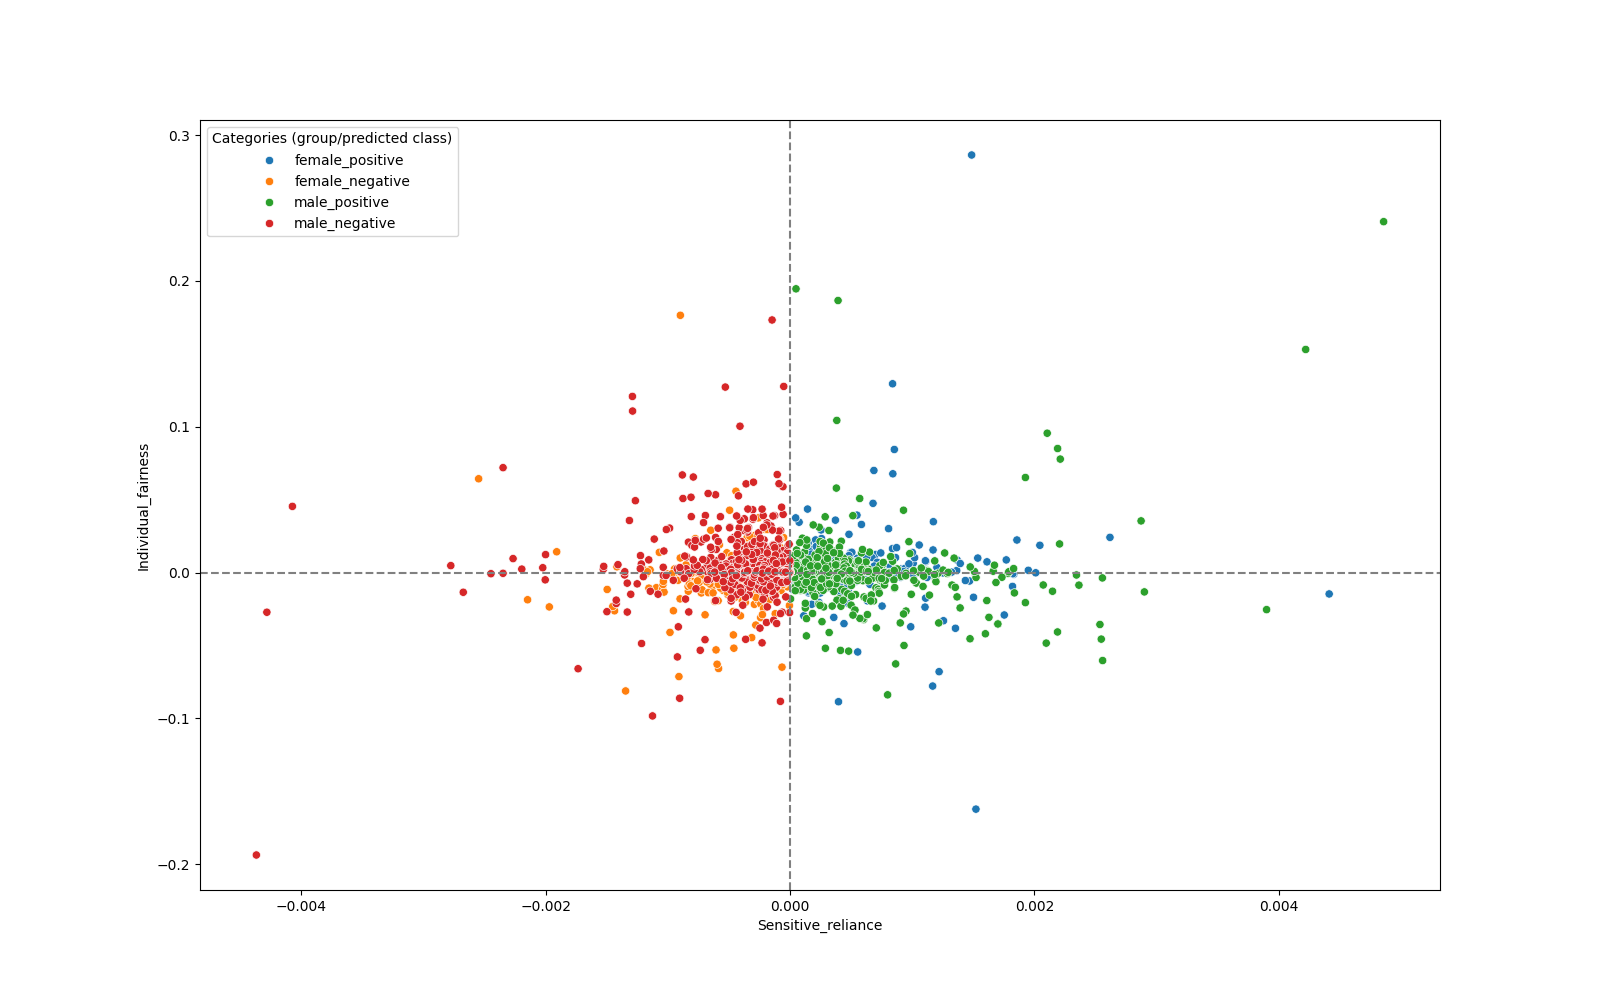 Categories (group/predicted class)
female_positive
female_negative
male_positive
male_negative
0.3
0.2
0.1
0.0
−0.1
−0.2
Individual_fairness
−0.004
−0.002
0.000
0.002
0.004
Sensitive_reliance